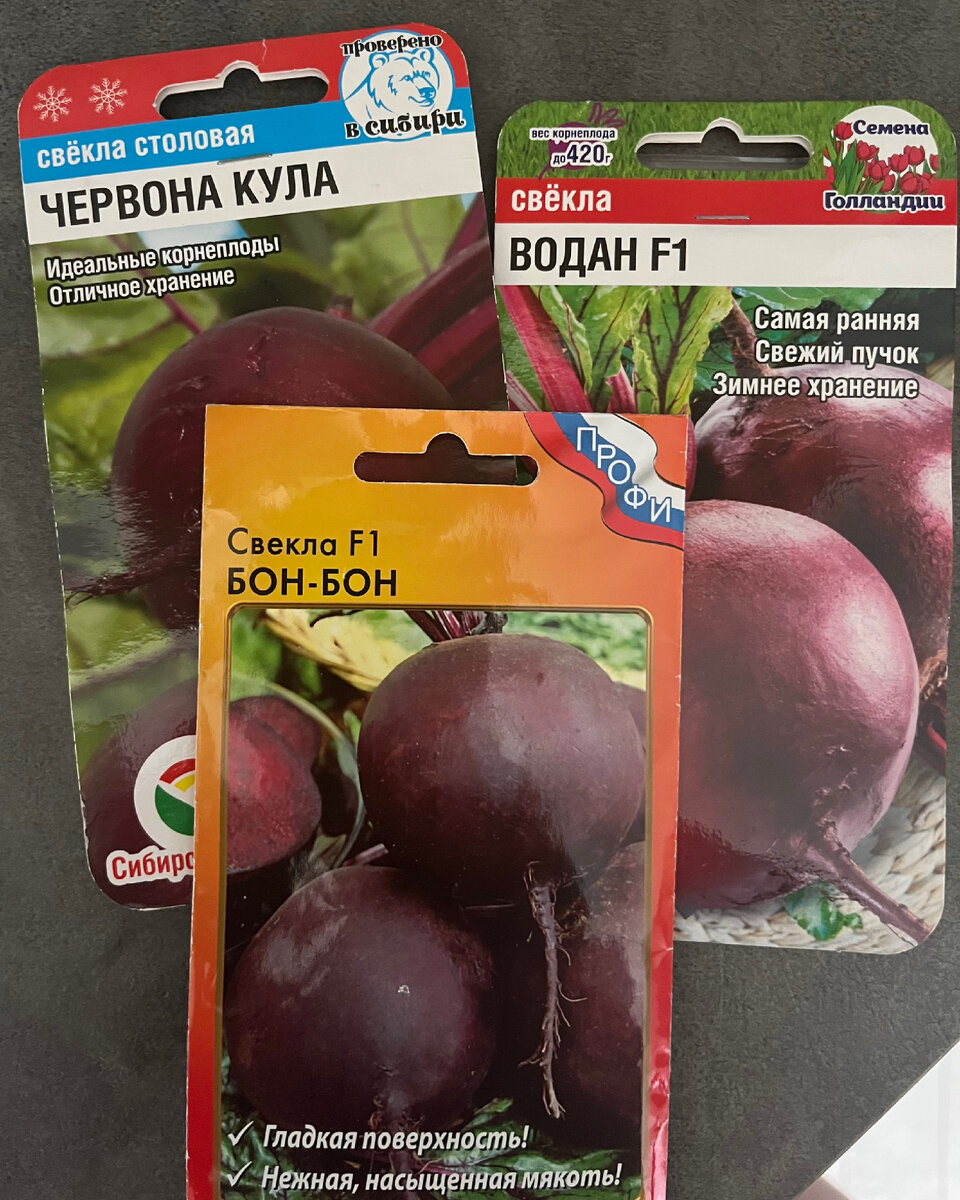 проверено
в сибири
свёкла столовая
ЧЕРВОНА КУЛА
Идеальные корнеплоды
Отличное хранение
вес корнеплода
до 420г
Семена
Голландии
свёкла
ВОДАН F1
Самая ранняя
Свежий пучок
Зимнее хранение
ПРОФИ
Свекла F1
БОН-БОН
✓ Гладкая поверхность!
✓ Нежная, насыщенная мякоть!